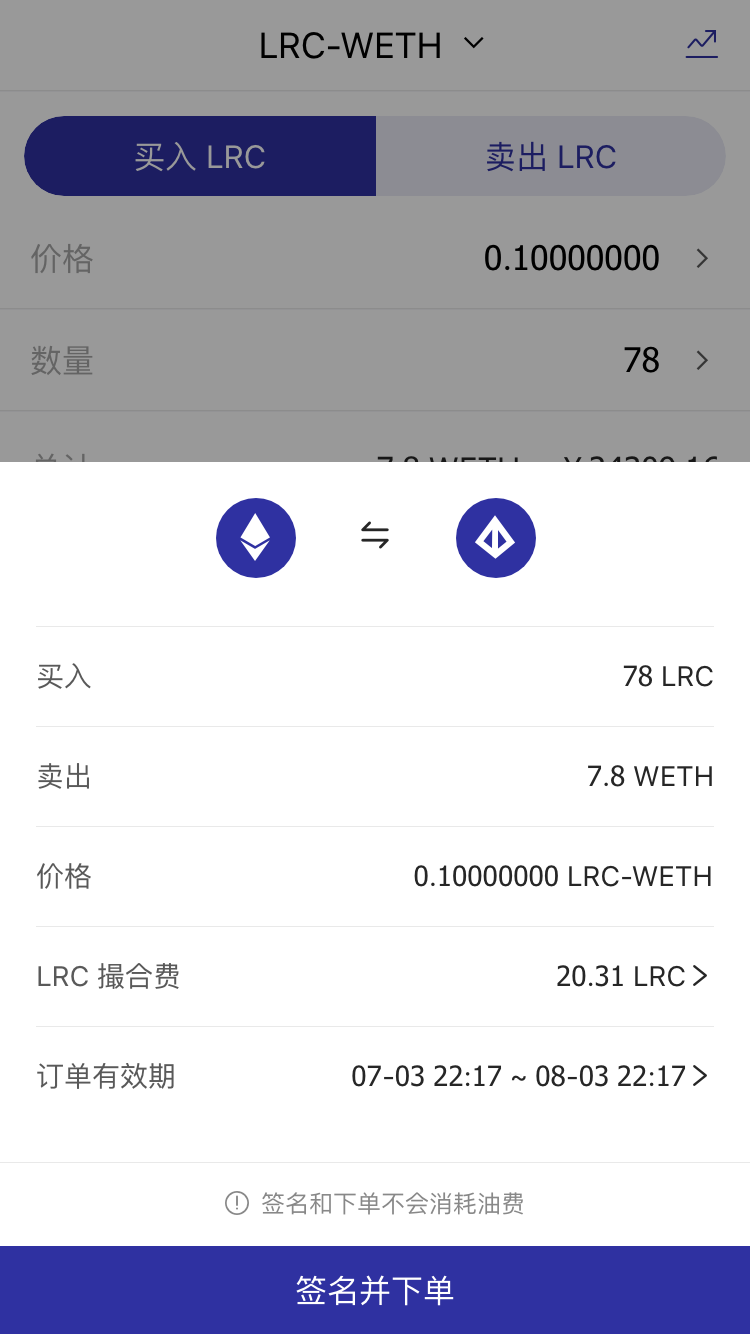 LRC-WETH
买入 LRC
卖出 LRC
价格 0.10000000
数量 78
买入 78 LRC
卖出 7.8 WETH
价格 0.10000000 LRC-WETH
LRC 撮合费 20.31 LRC
订单有效期 07-03 22:17 ~ 08-03 22:17
签名和下单不会消耗油费
签名并下单